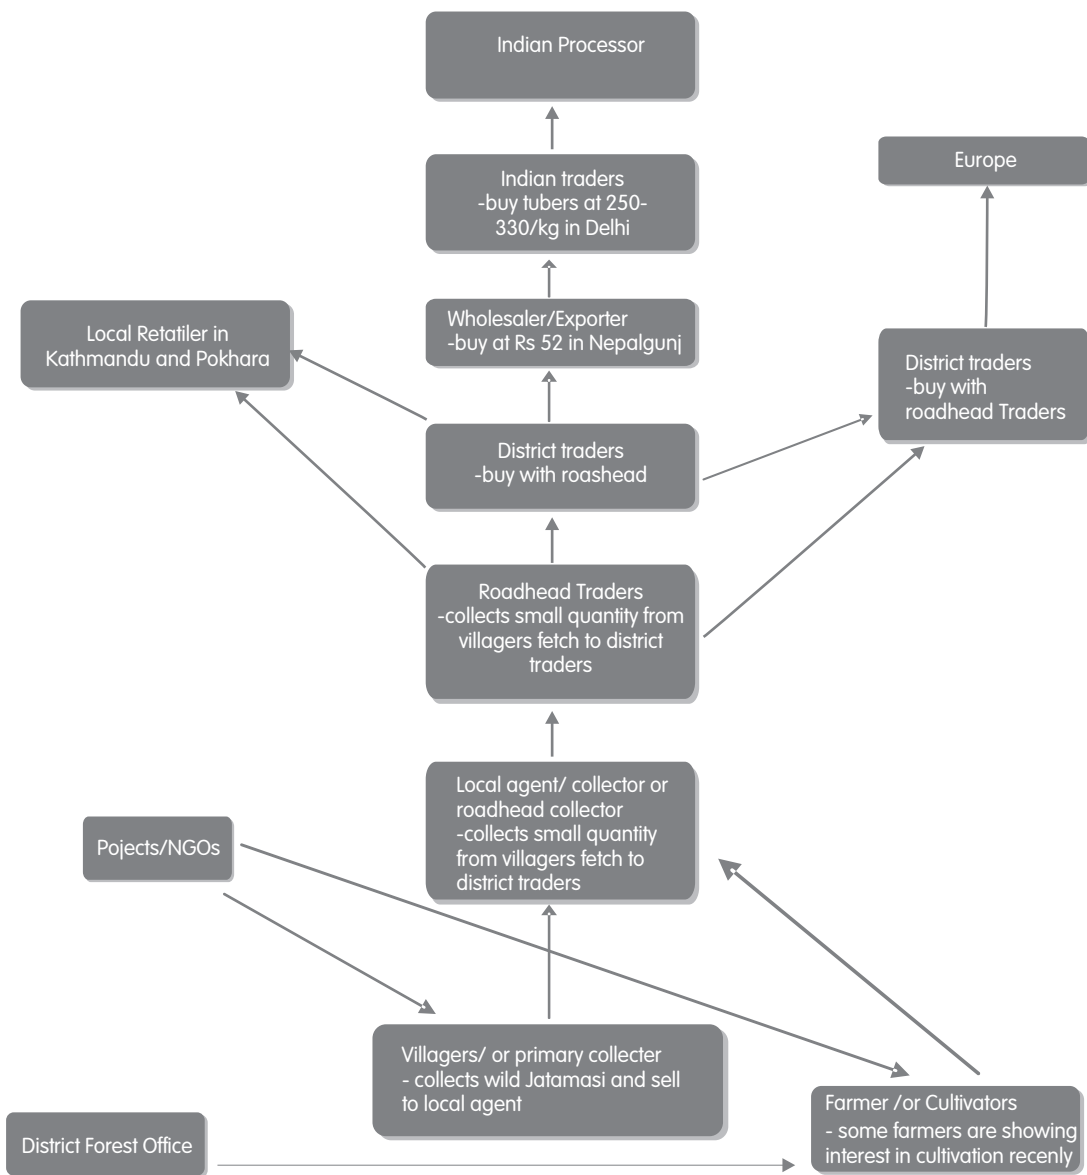 Indian Processor
Indian traders
-buy tubers at 250-
330/kg in Delhi
Europe
Wholesaler/Exporter
-buy at Rs 52 in Nepalgunj
Local Retatiler in
Kathmandu and Pokhara
District traders
-buy with
roadhead Traders
District traders
-buy with roashead
Roadhead Traders
-collects small quantity from
villagers fetch to district
traders
Local agent/ collector or
roadhead collector
-collects small quantity
from villagers fetch to
district traders
Pojects/NGOs
Villagers/ or primary collecter
- collects wild Jatamasi and sell
to local agent
Farmer /or Cultivators
- some farmers are showing
interest in cultivation recenly
District Forest Office